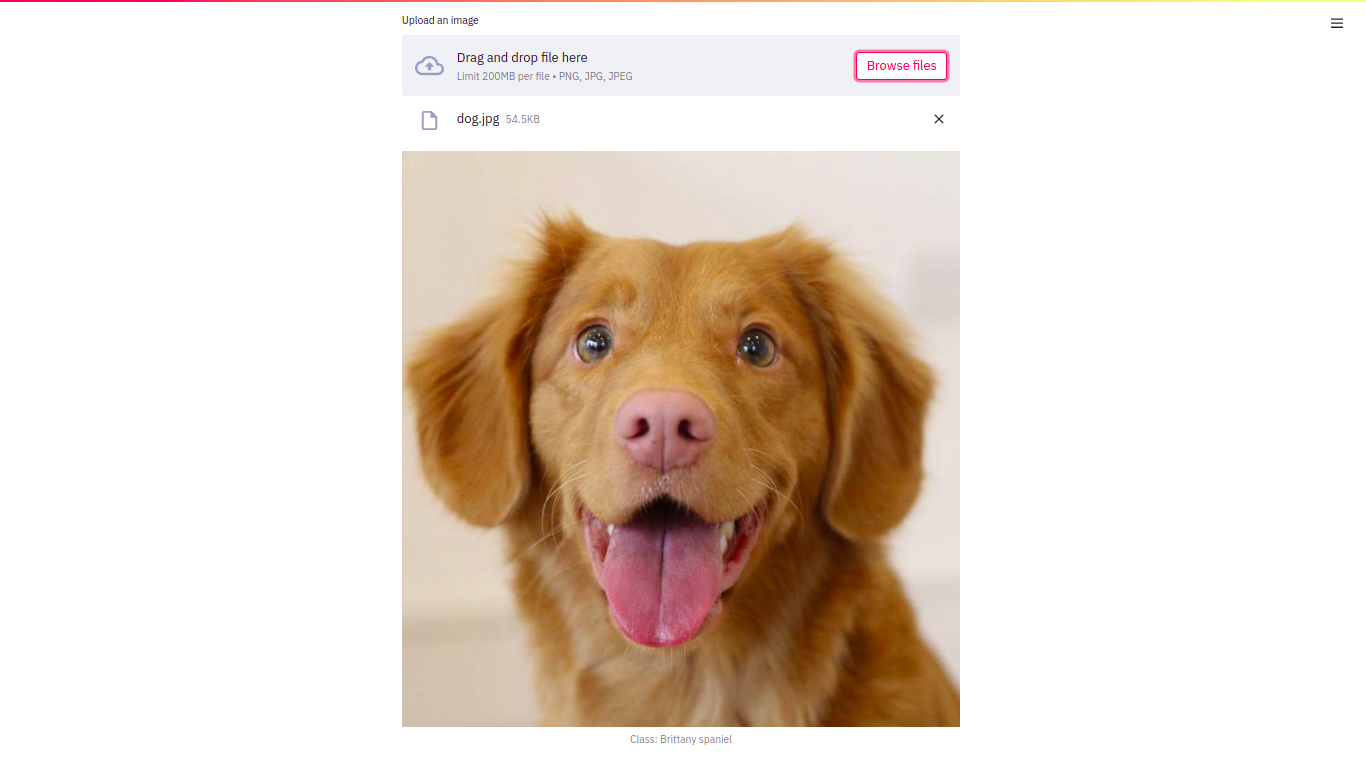 Upload an image
Drag and drop file here
Limit 200MB per file • PNG, JPG, JPEG
Browse files
dog.jpg 54.5KB
Class: Brittany spaniel